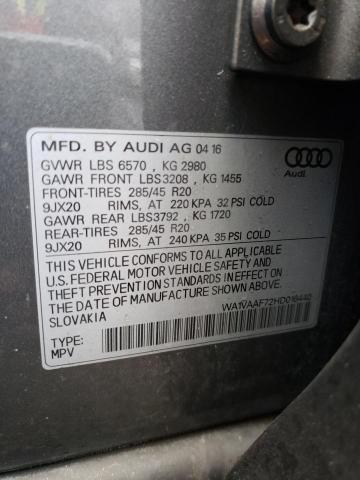 MFD. BY AUDI AG 04 16
GVWR LBS 6570 , KG 2980
GAWR FRONT LBS3208 , KG 1455
FRONT-TIRES 285/45 R20
9JX20 RIMS, AT 220 KPA 32 PSI COLD
GAWR REAR LBS3792 , KG 1720
REAR-TIRES 285/45 R20
9JX20 RIMS, AT 240 KPA 35 PSI COLD
Audi
THIS VEHICLE CONFORMS TO ALL APPLICABLE
U.S.FEDERAL MOTOR VEHICLE SAFETY AND
THEFT PREVENTION STANDARDS IN EFFECT ON
THE DATE OF MANUFACTURE SHOWN ABOVE.
SLOVAKIA
WA1VAAF72HD018440
TYPE:
MPV